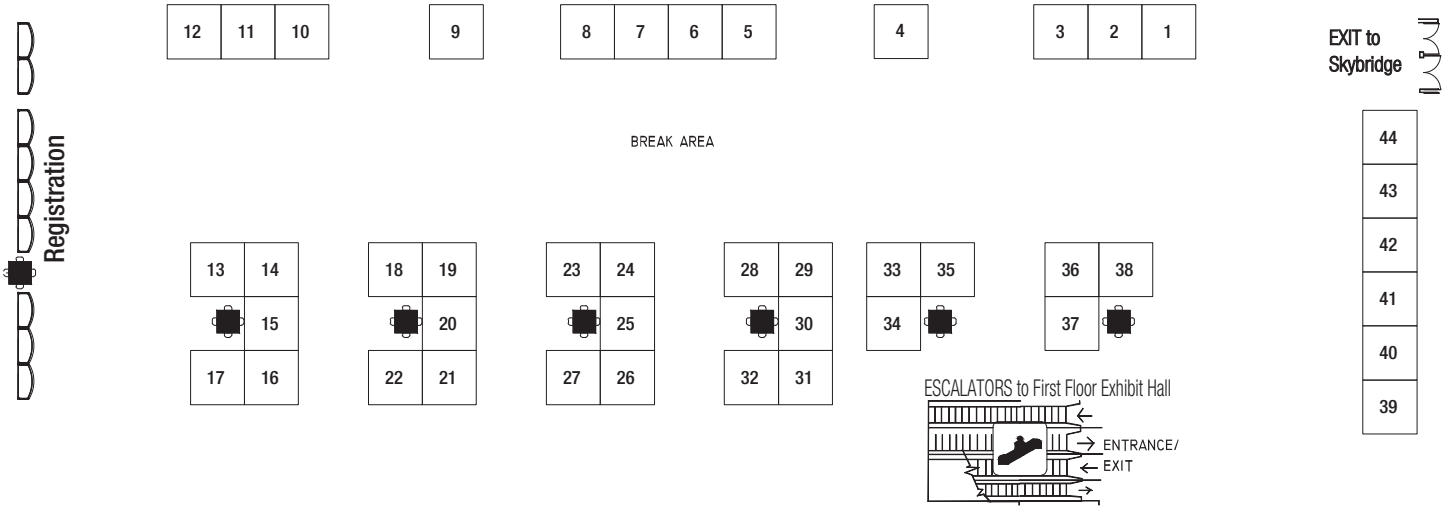 12 11 10 9 8 7 6 5 4 3 2 1
EXIT to
Skybridge
Registration
BREAK AREA
44
43
42
41
40
39
13 14 18 19 23 24 28 29 33 35 36 38
15 20 25 30 34 37
17 16 22 21 27 26 32 31
ESCALATORS to First Floor Exhibit Hall
ENTRANCE/
EXIT